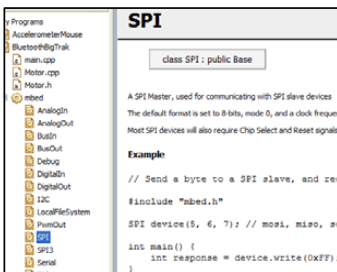 y Programs
AccelerometerMouse
BluetoothBigTrak
main.cpp
Motor.cpp
Motor.h
mbed
AnalogIn
AnalogOut
BusIn
BusOut
Debug
DigitalIn
DigitalOut
I2C
LocalFileSystem
PwmOut
SPI
SPI3
Serial
SPI
class SPI : public Base
A SPI Master, used for communicating with SPI slave devices
The default format is set to 8-bits, mode 0, and a clock freque
Most SPI devices will also require Chip Select and Reset signals
Example
// Send a byte to a SPI slave, and re
#include "mbed.h"
SPI device(5, 6, 7); // mosi, miso, s
int main() {
int response = device.write(0xFF);
}